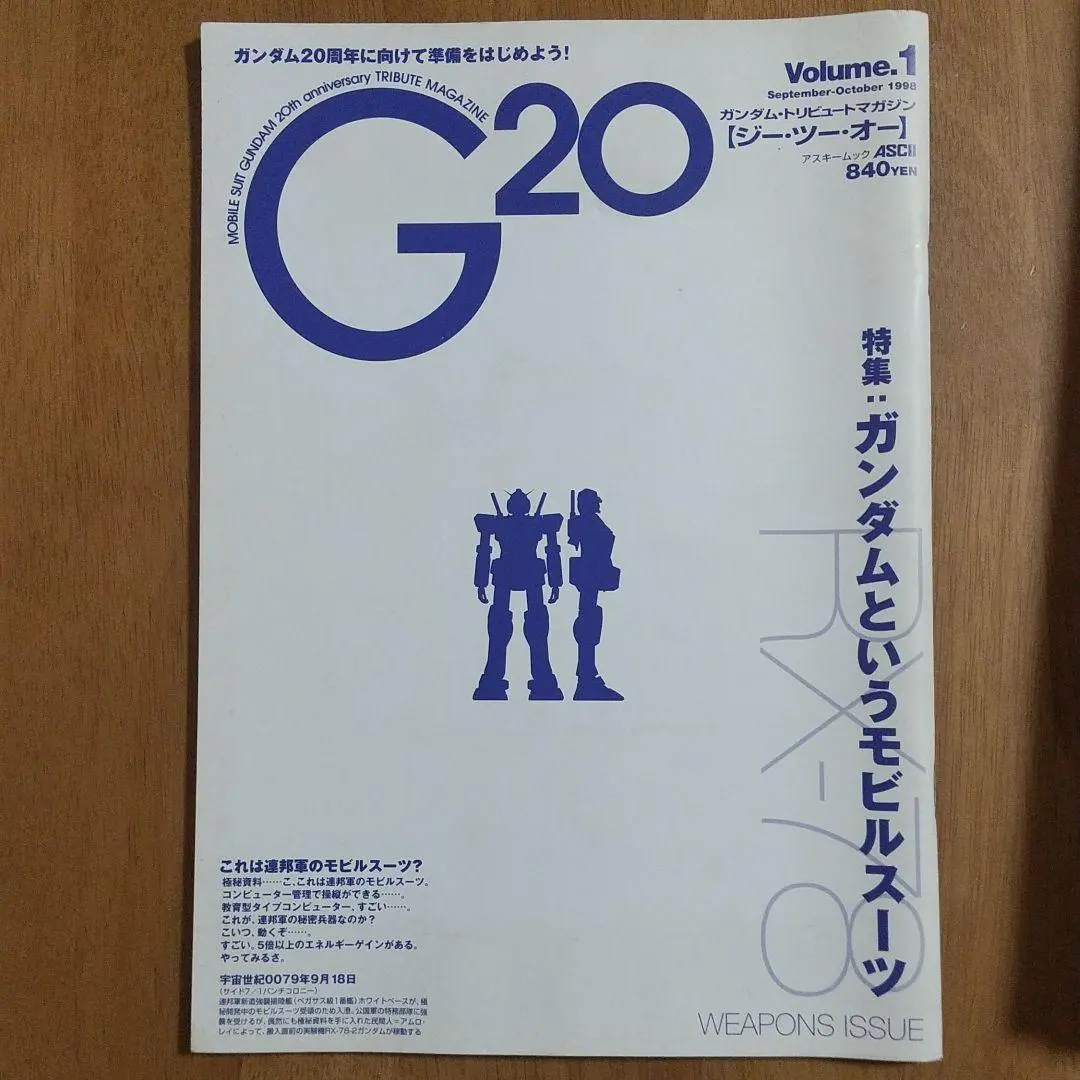 ガンダム20周年に向けて準備をはじめよう!
MOBILE SUIT GUNDAM 20th anniversary TRIBUTE MAGAZINE
G20
Volume.1
September-October 1998
ガンダム・トリビュートマガジン
【ジー・ツー・オー】
アスキームック ASCII
840YEN
特集:ガンダムというモビルスーツ
RX-78
これは連邦軍のモビルスーツ?
極秘資料……こ、これは連邦軍のモビルスーツ。
コンピューター管理で操縦ができる……。
教育型タイプコンピューター、すごい……。
これが、連邦軍の秘密兵器なのか?
こいつ、動くぞ……。
すごい。5倍以上のエネルギーゲインがある。
やってみるさ。
宇宙世紀0079年9月18日
(サイド7/1バンチコロニー)
連邦軍新造強襲揚陸艦(ペガサス級1番艦)ホワイトベースが、極
秘開発中のモビルスーツ受領のため入港。公国軍の特務部隊に強
襲を受けるが、偶然にも極秘資料を手に入れた民間人=アムロ・
レイによって、搬入直前の実験機RX-78-2ガンダムが稼動する
WEAPONS ISSUE